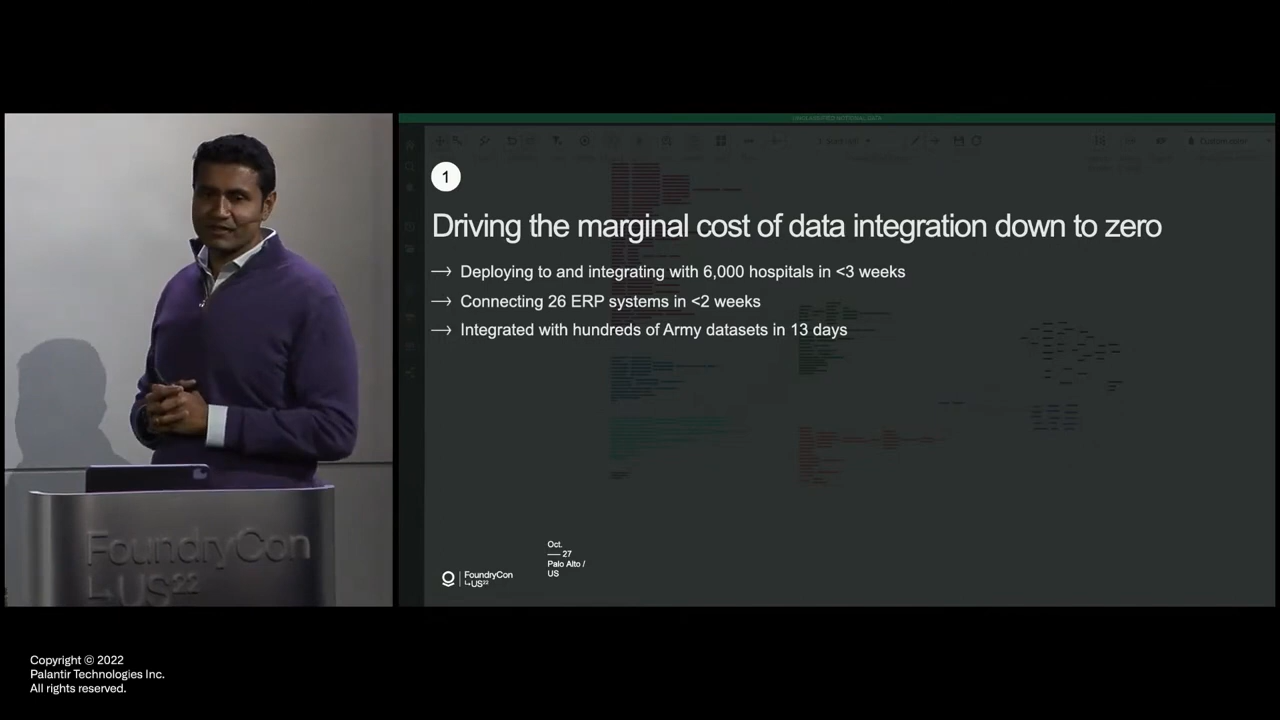 1
Driving the marginal cost of data integration down to zero
→ Deploying to and integrating with 6,000 hospitals in <3 weeks
→ Connecting 26 ERP systems in <2 weeks
→ Integrated with hundreds of Army datasets in 13 days
FoundryCon
↳US22
Oct.
— 27
Palo Alto /
US
FoundryCon
↳US22
Copyright © 2022
Palantir Technologies Inc.
All rights reserved.